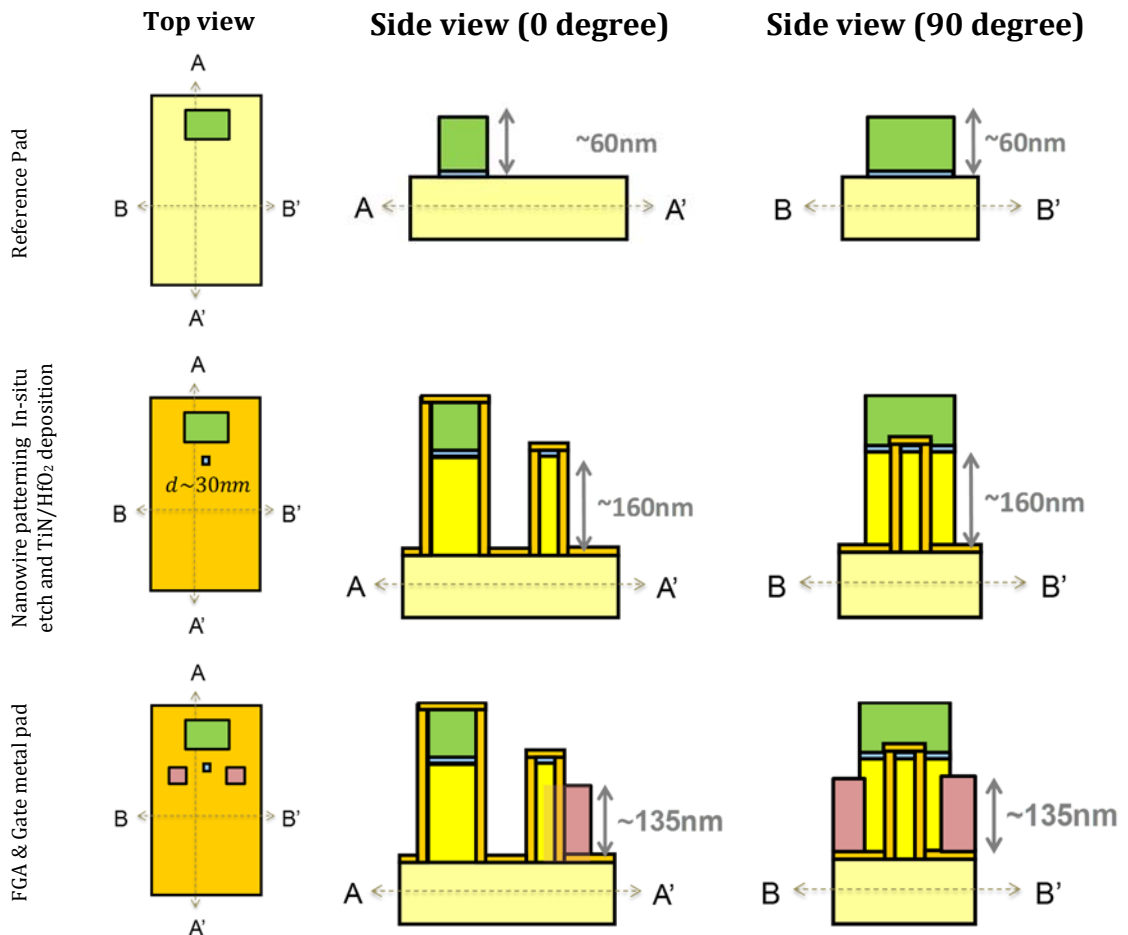 Top view
Side view (0 degree)
Side view (90 degree)
Reference Pad
A
B
B'
A'
~60nm
A
A'
~60nm
B
B'
Nanowire patterning In-situ
etch and TiN/HfO₂ deposition
A
d~30nm
B
B'
A'
~160nm
A
A'
~160nm
B
B'
FGA & Gate metal pad
A
B
B'
A'
~135nm
A
A'
~135nm
B
B'